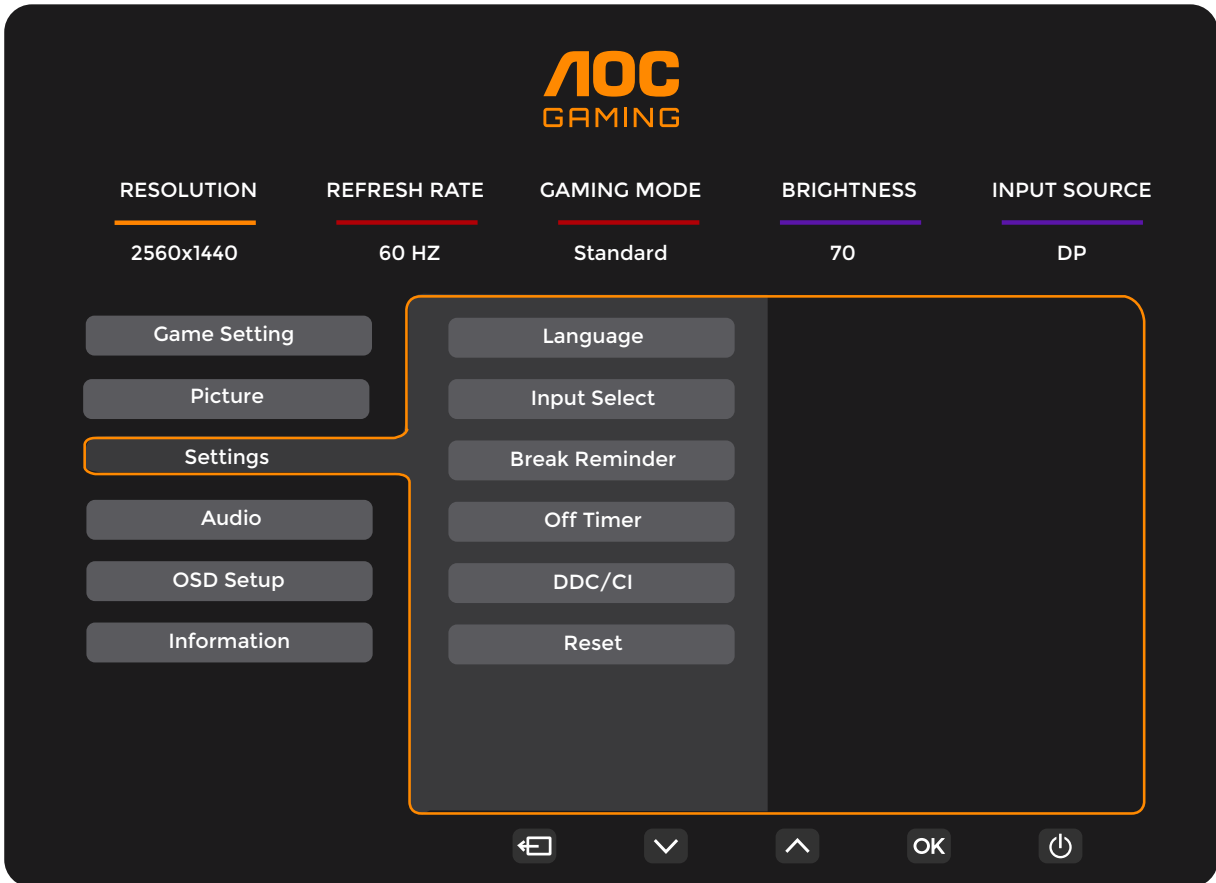 AOC
GAMING
RESOLUTION REFRESH RATE GAMING MODE BRIGHTNESS INPUT SOURCE
2560x1440 60 HZ Standard 70 DP
Game Setting
Picture
Settings
Audio
OSD Setup
Information
Language
Input Select
Break Reminder
Off Timer
DDC/CI
Reset
OK